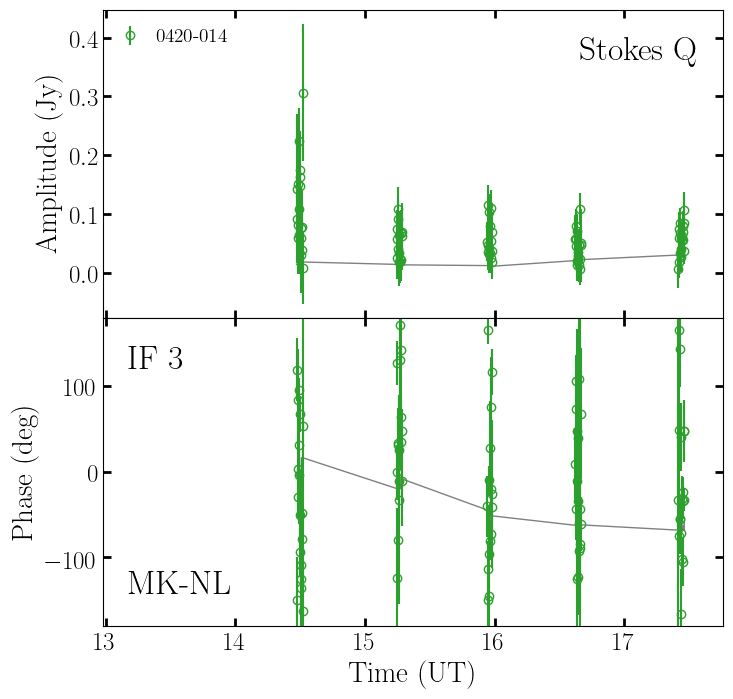 0420-014
Stokes Q
0.4
0.3
0.2
0.1
0.0
Amplitude (Jy)
IF 3
100
0
−100
Phase (deg)
MK-NL
13 14 15 16 17
Time (UT)